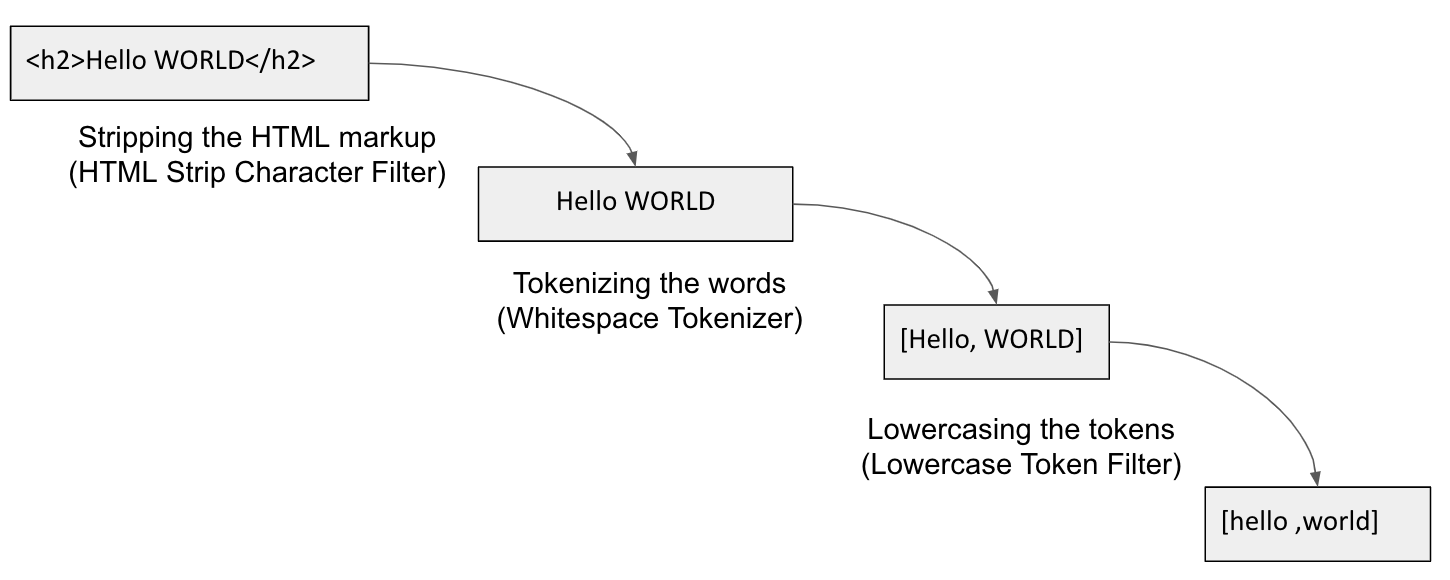 <h2>Hello WORLD</h2>
Stripping the HTML markup
(HTML Strip Character Filter)
Hello WORLD
Tokenizing the words
(Whitespace Tokenizer)
[Hello, WORLD]
Lowercasing the tokens
(Lowercase Token Filter)
[hello ,world]